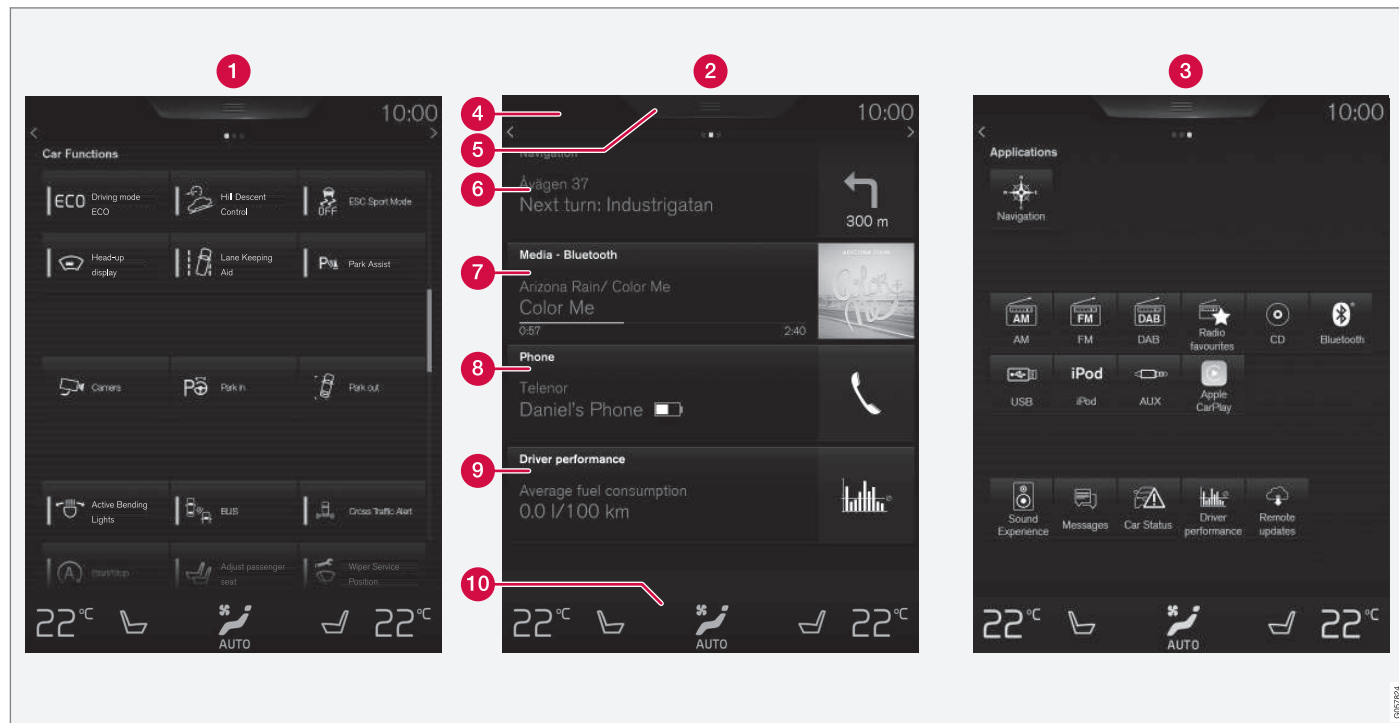 1
2
3
4
5
6
7
8
9
10
10:00
Car Functions
ECO
Driving mode
ECO
Hill Descent
Control
OFF
ESC Sport Mode
Head-up
display
Lane Keeping
Aid
P
Park Assist
Camera
P
Park in
Park out
Active Bending
Lights
BLIS
Cross Traffic Alert
A
Start/Stop
Adjust passenger
seat
Wiper Service
Position
22°C
AUTO
22°C
10:00
Navigation
Åvägen 37
Next turn: Industrigatan
300 m
Media - Bluetooth
Arizona Rain/ Color Me
Color Me
0:57
2:40
ARIZONA RAIN
Color
Me
Phone
Telenor
Daniel's Phone
Driver performance
Average fuel consumption
0.0 l/100 km
22°C
AUTO
22°C
10:00
Applications
Navigation
AM
AM
FM
FM
DAB
DAB
Radio
favourites
CD
Bluetooth
USB
iPod
iPod
AUX
Apple
CarPlay
Sound
Experience
Messages
Car Status
Driver
performance
Remote
updates
22°C
AUTO
22°C
G057824